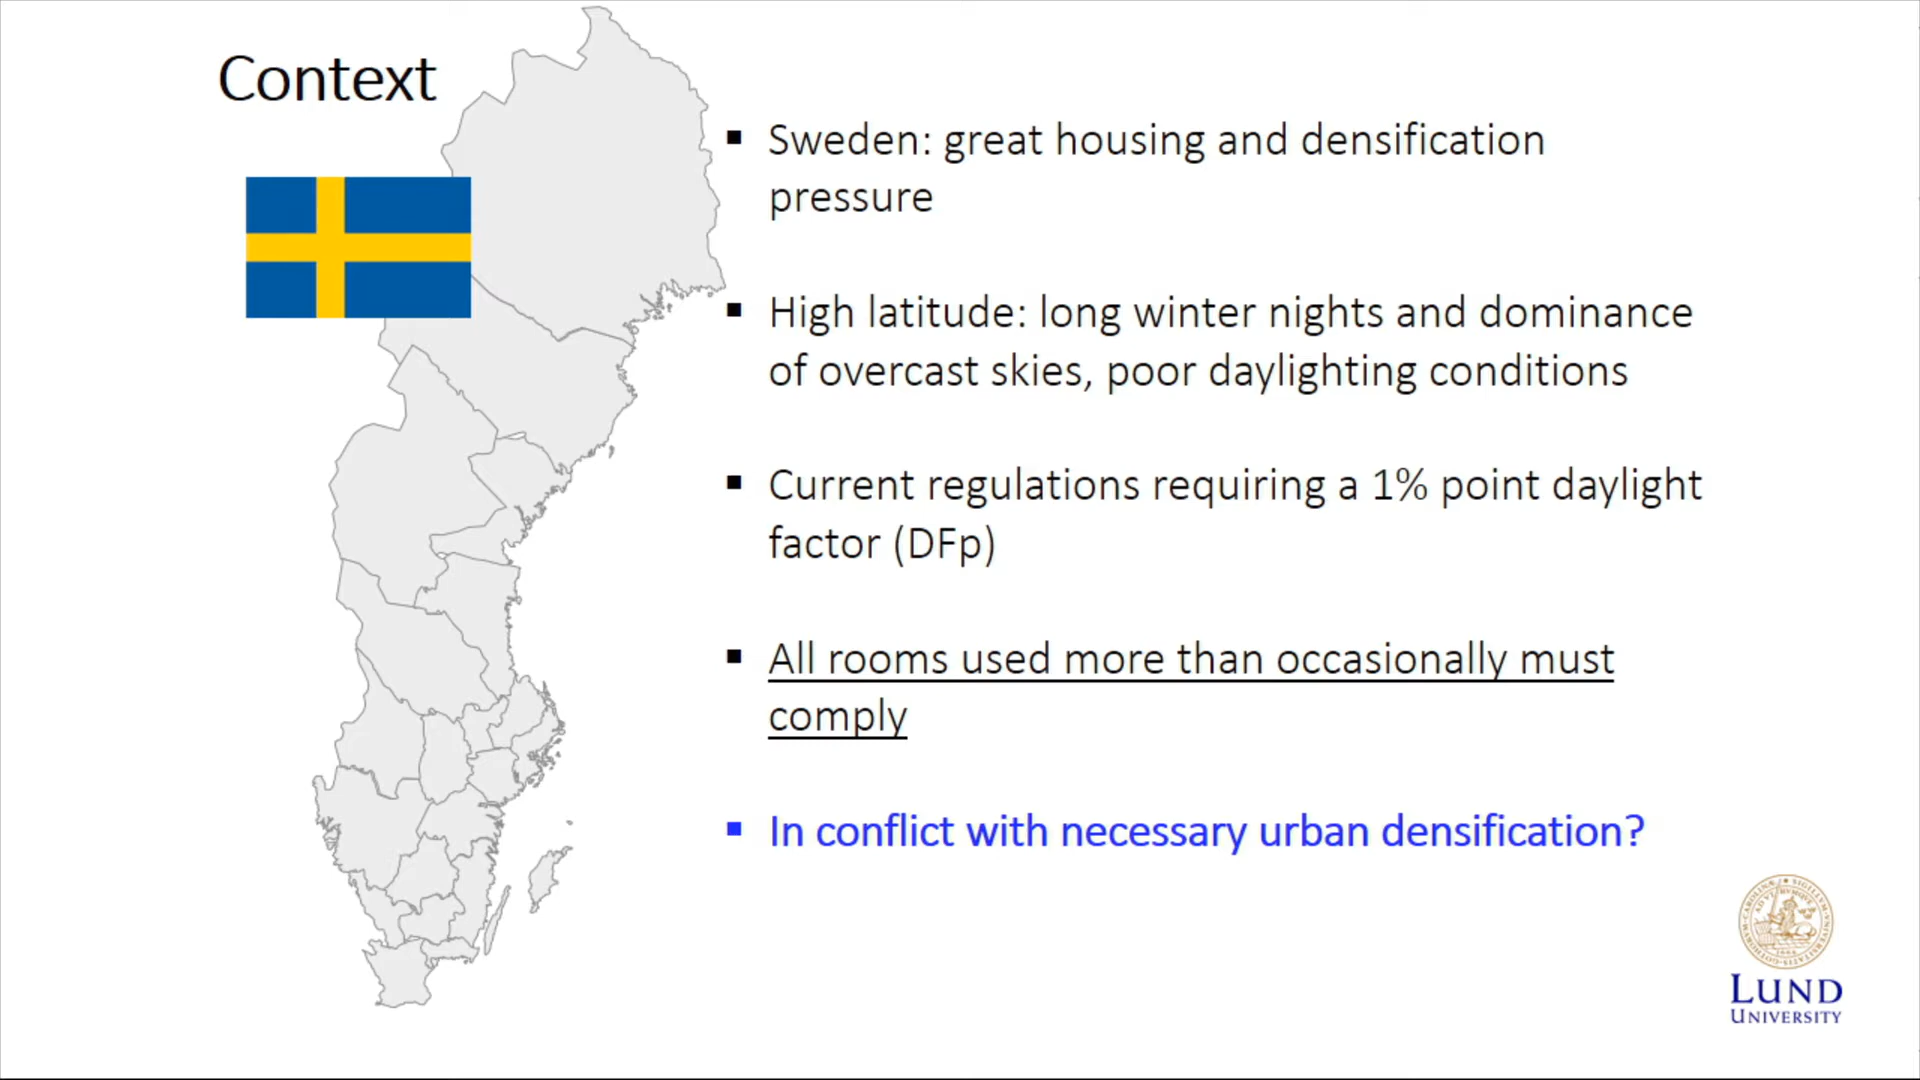 Context
▪ Sweden: great housing and densification
pressure
▪ High latitude: long winter nights and dominance
of overcast skies, poor daylighting conditions
▪ Current regulations requiring a 1% point daylight
factor (DFp)
▪ All rooms used more than occasionally must
comply
▪ In conflict with necessary urban densification?
LUND
UNIVERSITY